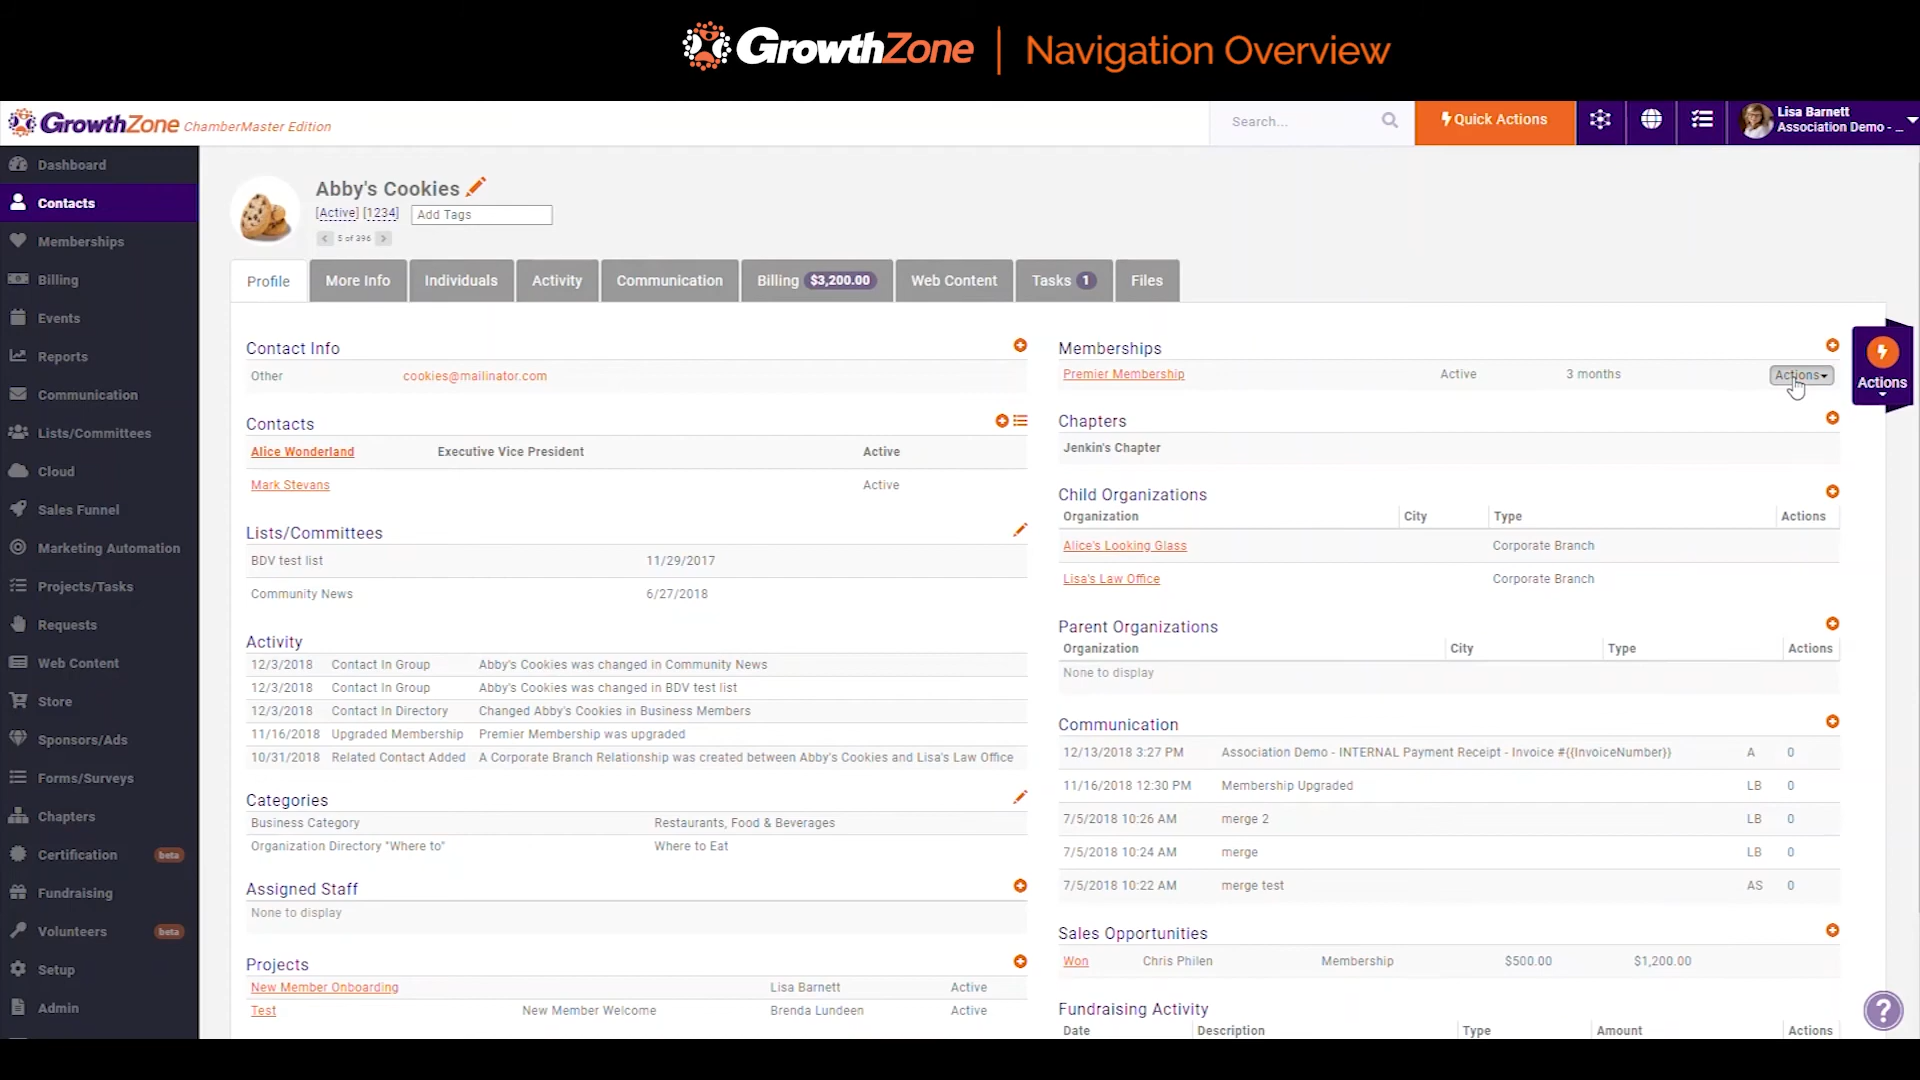 GrowthZone | Navigation Overview
GrowthZone ChamberMaster Edition
Search...
Quick Actions
Lisa Barnett
Association Demo - ...
Dashboard
Contacts
Memberships
Billing
Events
Reports
Communication
Lists/Committees
Cloud
Sales Funnel
Marketing Automation
Projects/Tasks
Requests
Web Content
Store
Sponsors/Ads
Forms/Surveys
Chapters
Certification beta
Fundraising
Volunteers beta
Setup
Admin
Abby's Cookies
[Active] [1234] Add Tags
< 5 of 396 >
Profile More Info Individuals Activity Communication Billing $3,200.00 Web Content Tasks 1 Files
Contact Info
Other cookies@mailinator.com
Contacts
Alice Wonderland Executive Vice President Active
Mark Stevans Active
Lists/Committees
BDV test list 11/29/2017
Community News 6/27/2018
Activity
12/3/2018 Contact In Group Abby's Cookies was changed in Community News
12/3/2018 Contact In Group Abby's Cookies was changed in BDV test list
12/3/2018 Contact In Directory Changed Abby's Cookies in Business Members
11/16/2018 Upgraded Membership Premier Membership was upgraded
10/31/2018 Related Contact Added A Corporate Branch Relationship was created between Abby's Cookies and Lisa's Law Office
Categories
Business Category Restaurants, Food & Beverages
Organization Directory "Where to" Where to Eat
Assigned Staff
None to display
Projects
New Member Onboarding Lisa Barnett Active
Test New Member Welcome Brenda Lundeen Active
Memberships
Premier Membership Active 3 months Actions
Chapters
Jenkin's Chapter
Child Organizations
Organization City Type Actions
Alice's Looking Glass Corporate Branch
Lisa's Law Office Corporate Branch
Parent Organizations
Organization City Type Actions
None to display
Communication
12/13/2018 3:27 PM Association Demo - INTERNAL Payment Receipt - Invoice #{{InvoiceNumber}} A 0
11/16/2018 12:30 PM Membership Upgraded LB 0
7/5/2018 10:26 AM merge 2 LB 0
7/5/2018 10:24 AM merge LB 0
7/5/2018 10:22 AM merge test AS 0
Sales Opportunities
Won Chris Philen Membership $500.00 $1,200.00
Fundraising Activity
Date Description Type Amount Actions
Actions
?